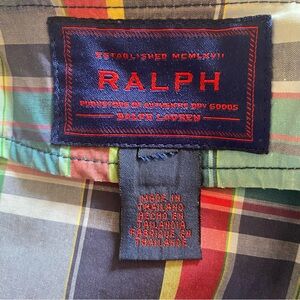 ESTABLISHED MCMLXVII
RALPH
PURVEYORS OF AUTHENTIC DRY GOODS
RALPH LAUREN
MADE IN
THAILAND
HECHO EN
TAILANDIA
FABRIQUE EN
THAILANDE